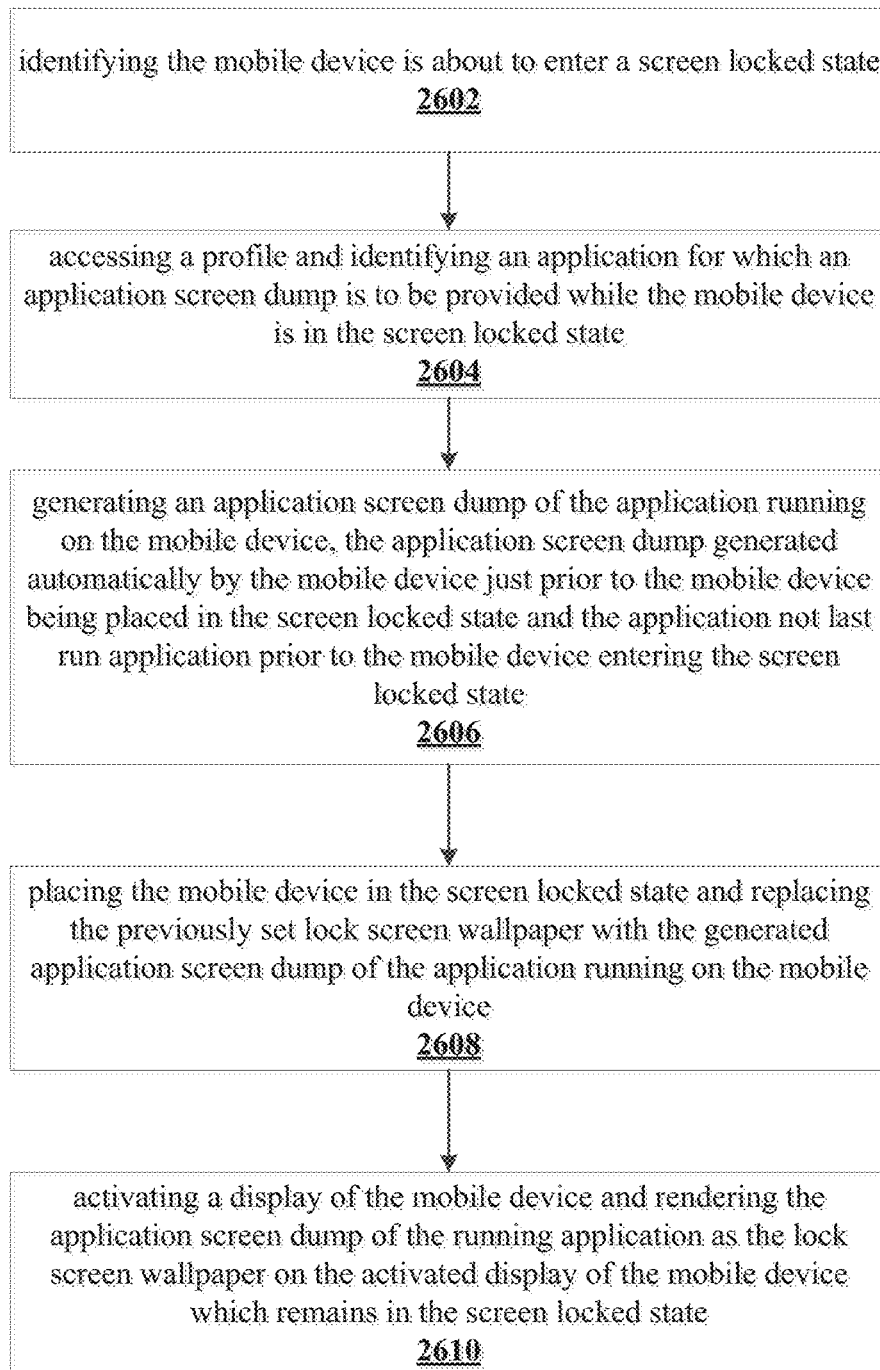 identifying the mobile device is about to enter a screen locked state
2602
accessing a profile and identifying an application for which an
application screen dump is to be provided while the mobile device
is in the screen locked state
2604
generating an application screen dump of the application running
on the mobile device, the application screen dump generated
automatically by the mobile device just prior to the mobile device
being placed in the screen locked state and the application not last
run application prior to the mobile device entering the screen
locked state
2606
placing the mobile device in the screen locked state and replacing
the previously set lock screen wallpaper with the generated
application screen dump of the application running on the mobile
device
2608
activating a display of the mobile device and rendering the
application screen dump of the running application as the lock
screen wallpaper on the activated display of the mobile device
which remains in the screen locked state
2610